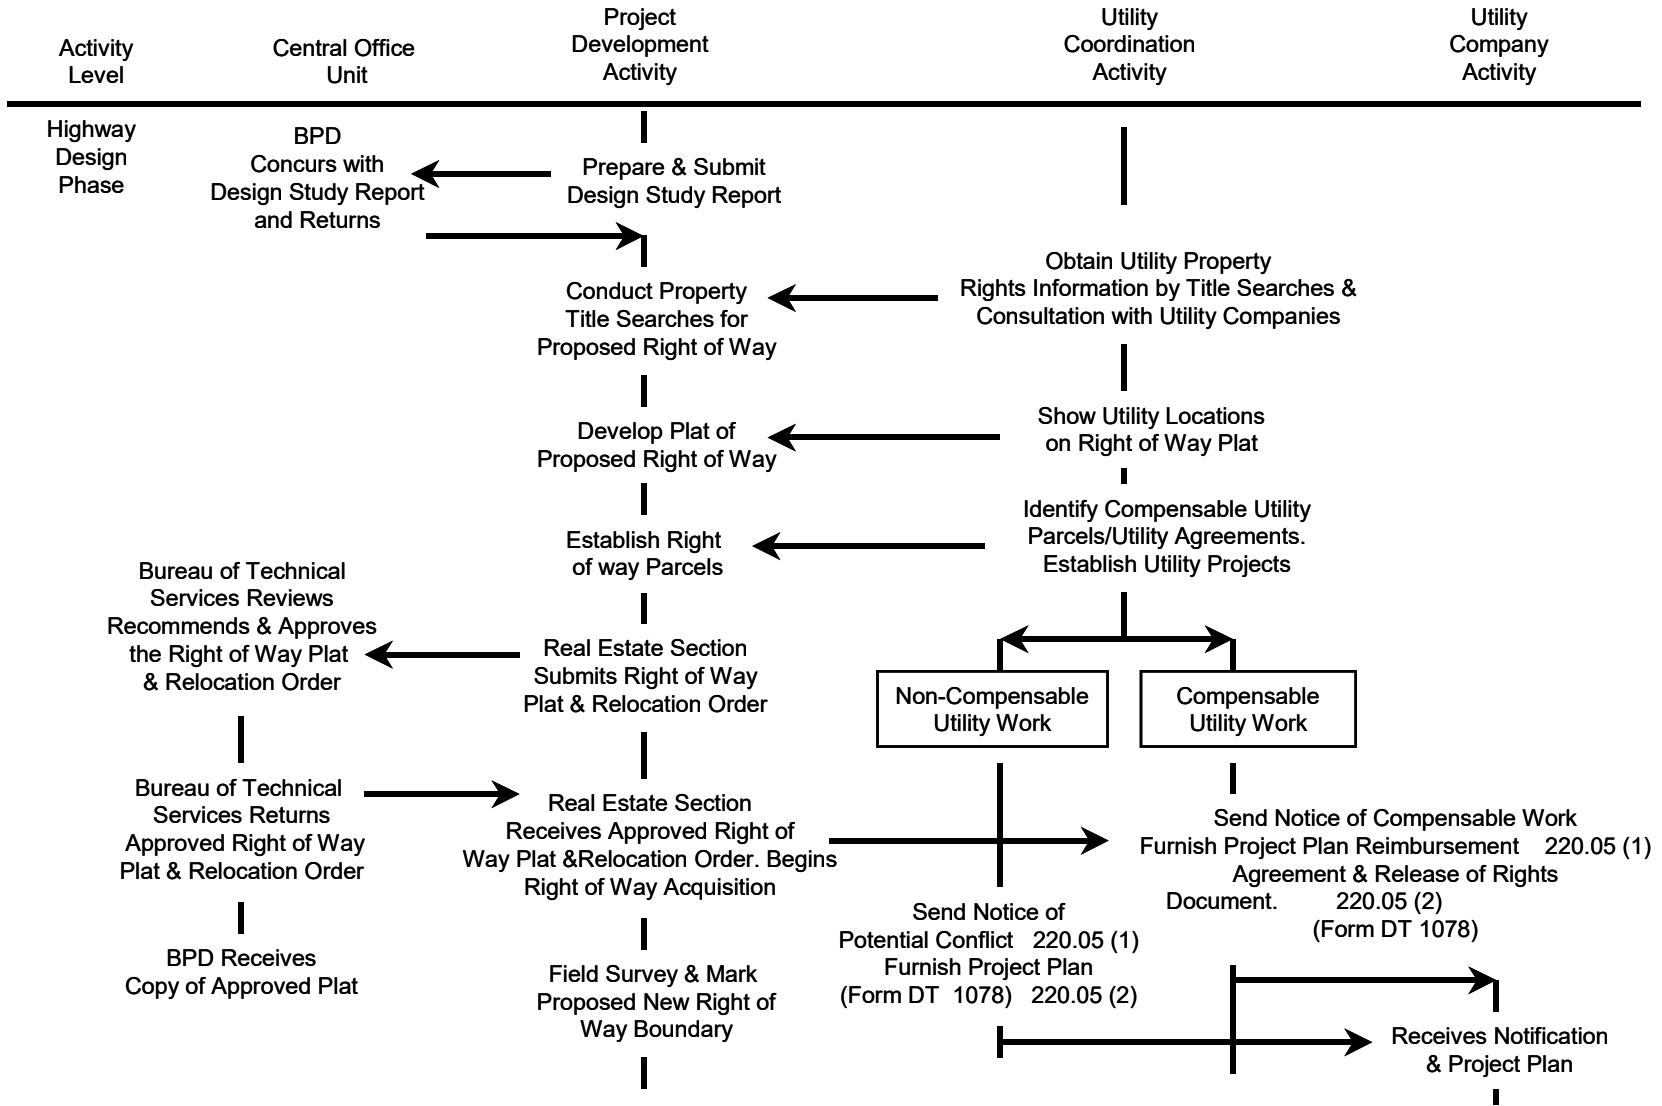 Activity
Level
Central Office
Unit
Project
Development
Activity
Utility
Coordination
Activity
Utility
Company
Activity
Highway
Design
Phase
BPD
Concurs with
Design Study Report
and Returns
Prepare & Submit
Design Study Report
Obtain Utility Property
Rights Information by Title Searches &
Consultation with Utility Companies
Conduct Property
Title Searches for
Proposed Right of Way
Show Utility Locations
on Right of Way Plat
Develop Plat of
Proposed Right of Way
Identify Compensable Utility
Parcels/Utility Agreements.
Establish Utility Projects
Establish Right
of way Parcels
Bureau of Technical
Services Reviews
Recommends & Approves
the Right of Way Plat
& Relocation Order
Real Estate Section
Submits Right of Way
Plat & Relocation Order
Non-Compensable
Utility Work
Compensable
Utility Work
Bureau of Technical
Services Returns
Approved Right of Way
Plat & Relocation Order
Real Estate Section
Receives Approved Right of
Way Plat &Relocation Order. Begins
Right of Way Acquisition
Send Notice of Compensable Work
Furnish Project Plan Reimbursement 220.05 (1)
Agreement & Release of Rights
Document. 220.05 (2)
(Form DT 1078)
Send Notice of
Potential Conflict 220.05 (1)
Furnish Project Plan
(Form DT 1078) 220.05 (2)
BPD Receives
Copy of Approved Plat
Field Survey & Mark
Proposed New Right of
Way Boundary
Receives Notification
& Project Plan